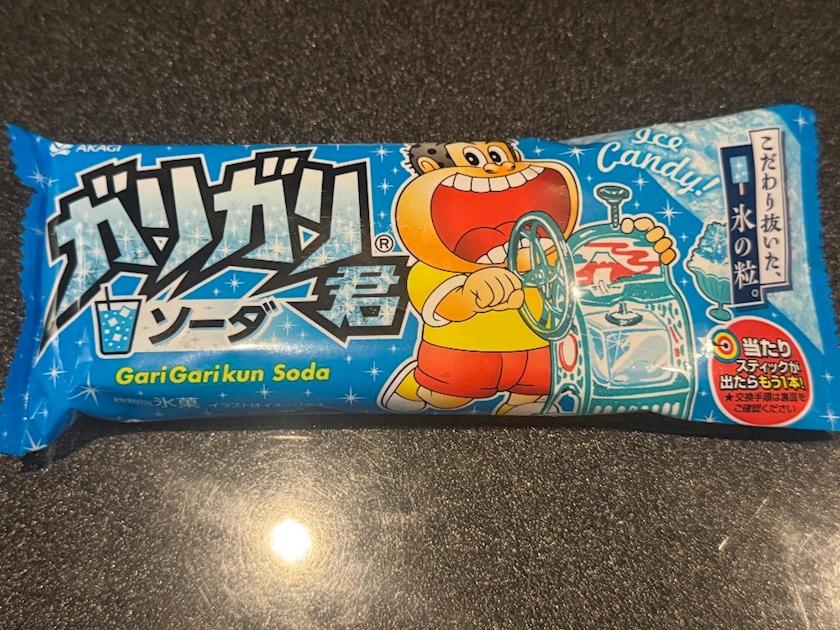 AKAGI
ガリガリ君®
ソーダ
GariGarikun Soda
氷菓
Ice
Candy!
こだわり抜いた、
氷の粒。
当たり
スティックが
出たらもう1本!
★交換手順は裏面を
ご確認ください